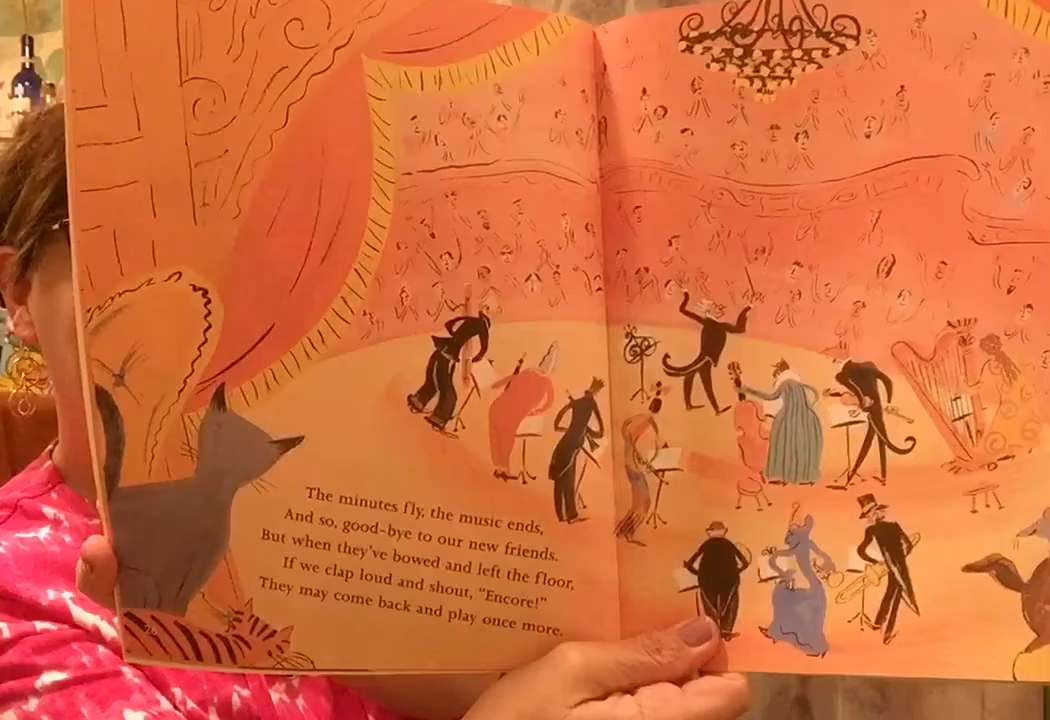 The minutes fly, the music ends,
And so, good-bye to our new friends.
But when they've bowed and left the floor,
If we clap loud and shout, "Encore!"
They may come back and play once more.